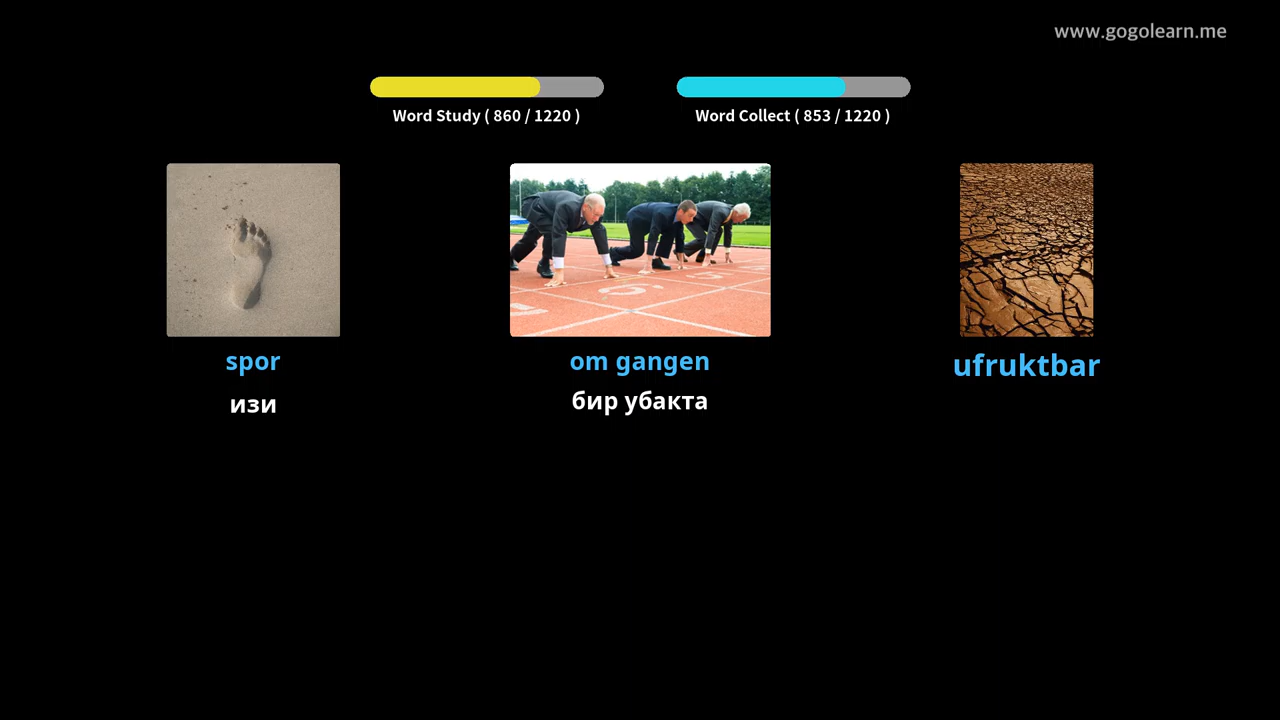 www.gogolearn.me
Word Study ( 860 / 1220 )
Word Collect ( 853 / 1220 )
spor
om gangen
ufruktbar
изи
бир убакта